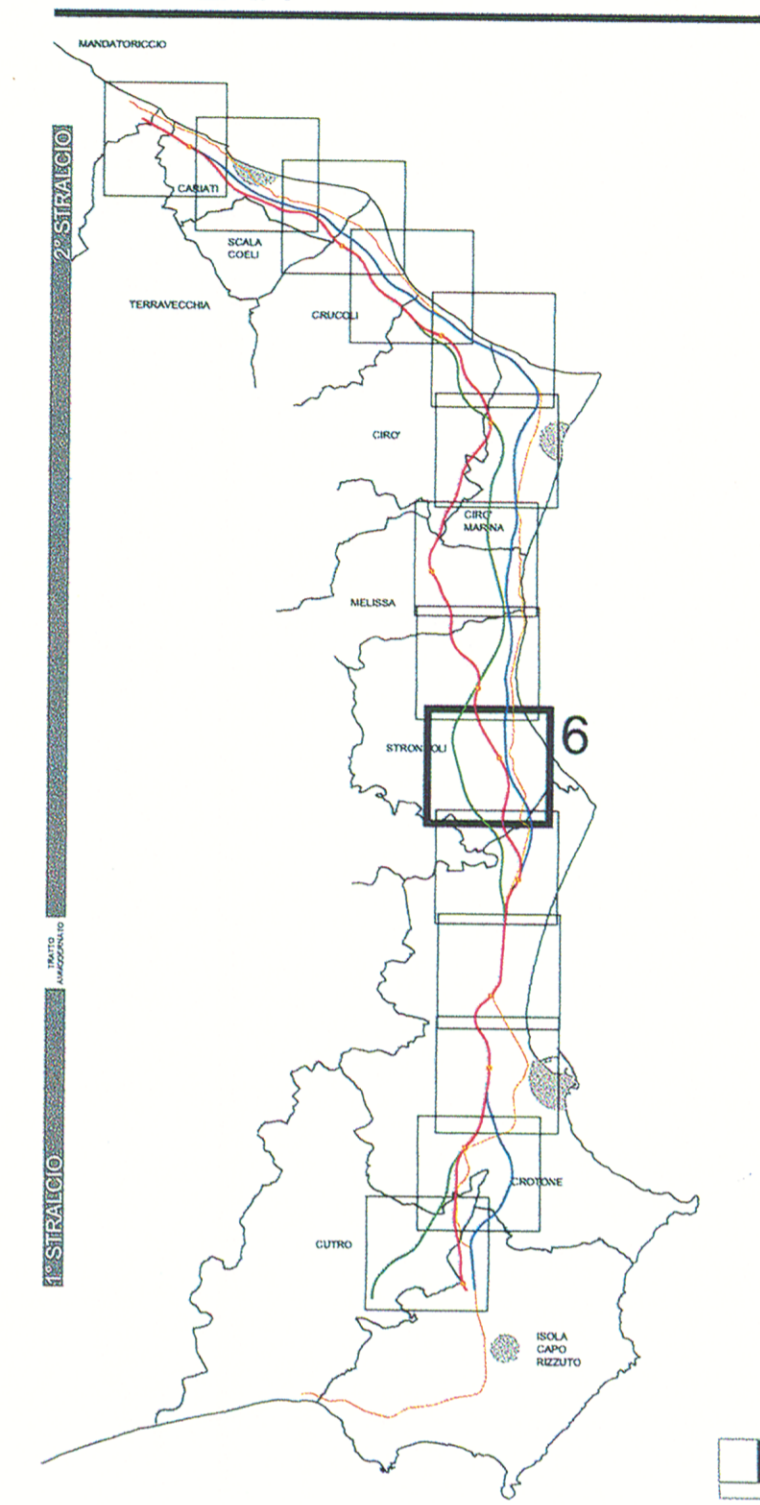 MANDATORICCIO
2° STRALCIO
CARIATI
SCALA
COELI
TERRAVECCHIA
CRUCOLI
CIRO'
CIRO'
MARINA
MELISSA
STRONGOLI
6
TRATTO
AMMODERNATO
1° STRALCIO
CROTONE
CUTRO
ISOLA
CAPO
RIZZUTO